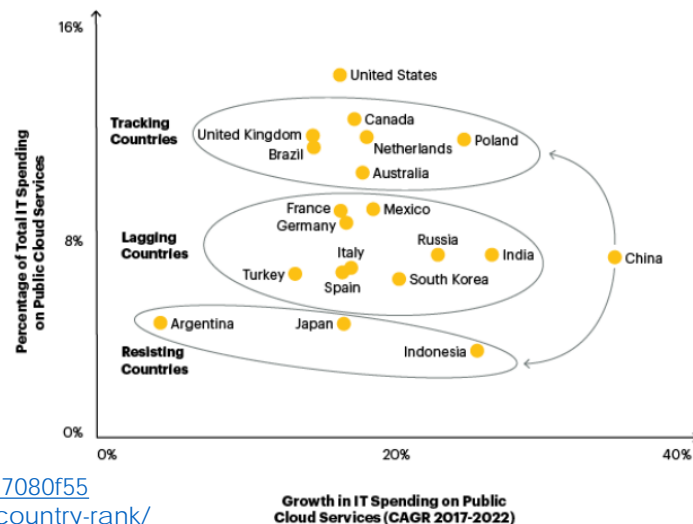 16%
United States
Tracking
Countries
Canada
United Kingdom
Netherlands
Poland
Brazil
Australia
Percentage of Total IT Spending
on Public Cloud Services
8%
France
Mexico
Germany
Lagging
Countries
Russia
India
China
Italy
Turkey
Spain
South Korea
Argentina
Japan
Resisting
Countries
Indonesia
0%
0%
20%
40%
7080f55
country-rank/
Growth in IT Spending on Public
Cloud Services (CAGR 2017-2022)